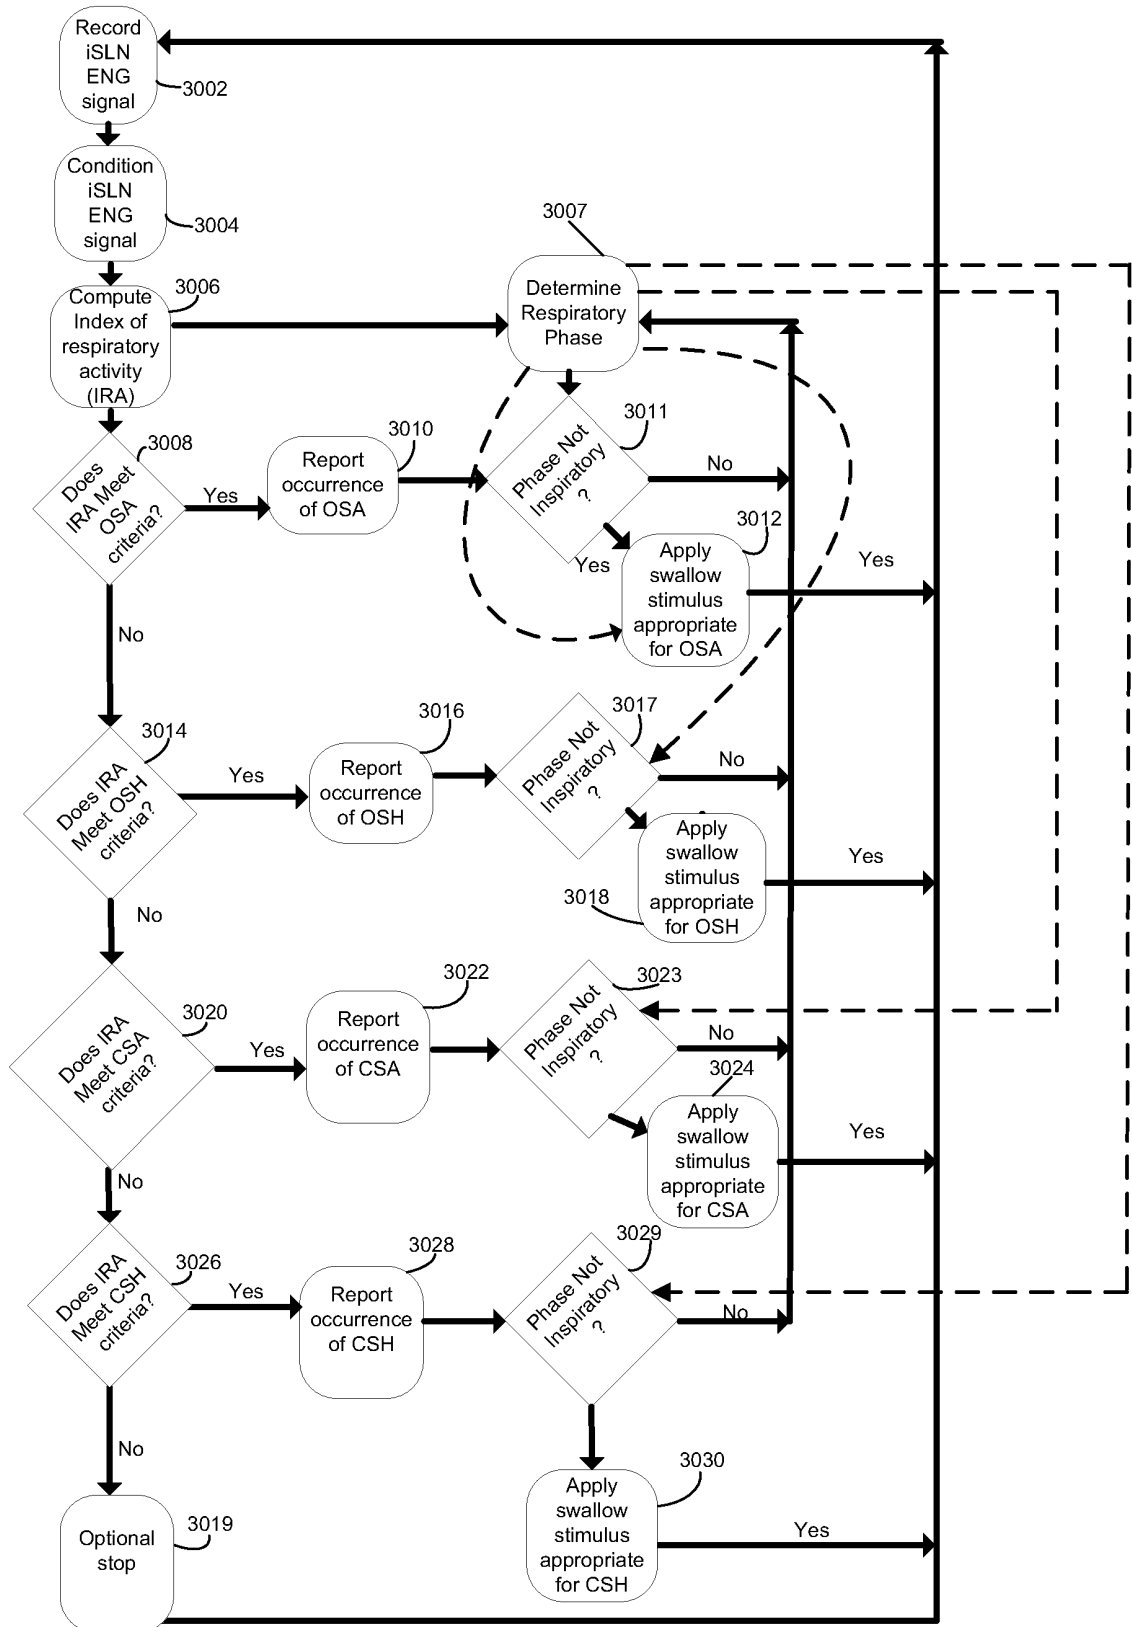 Record
iSLN
ENG
signal
3002
Condition
iSLN
ENG
signal
3004
3007
Compute
Index of
respiratory
activity
(IRA)
3006
Determine
Respiratory
Phase
Does
IRA Meet
OSA
criteria?
3008
Yes
Report
occurrence
of OSA
3010
Phase Not
Inspiratory
?
3011
No
Yes
Apply
swallow
stimulus
appropriate
for OSA
3012
Yes
No
Does IRA
Meet OSH
criteria?
3014
Yes
Report
occurrence
of OSH
3016
Phase Not
Inspiratory
?
3017
No
Apply
swallow
stimulus
appropriate
for OSH
3018
Yes
No
Does IRA
Meet CSA
criteria?
3020
Yes
Report
occurrence
of CSA
3022
Phase Not
Inspiratory
?
3023
No
3024
Apply
swallow
stimulus
appropriate
for CSA
Yes
No
Does IRA
Meet CSH
criteria?
3026
Yes
Report
occurrence
of CSH
3028
Phase Not
Inspiratory
?
3029
No
No
Apply
swallow
stimulus
appropriate
for CSH
3030
Yes
Optional
stop
3019